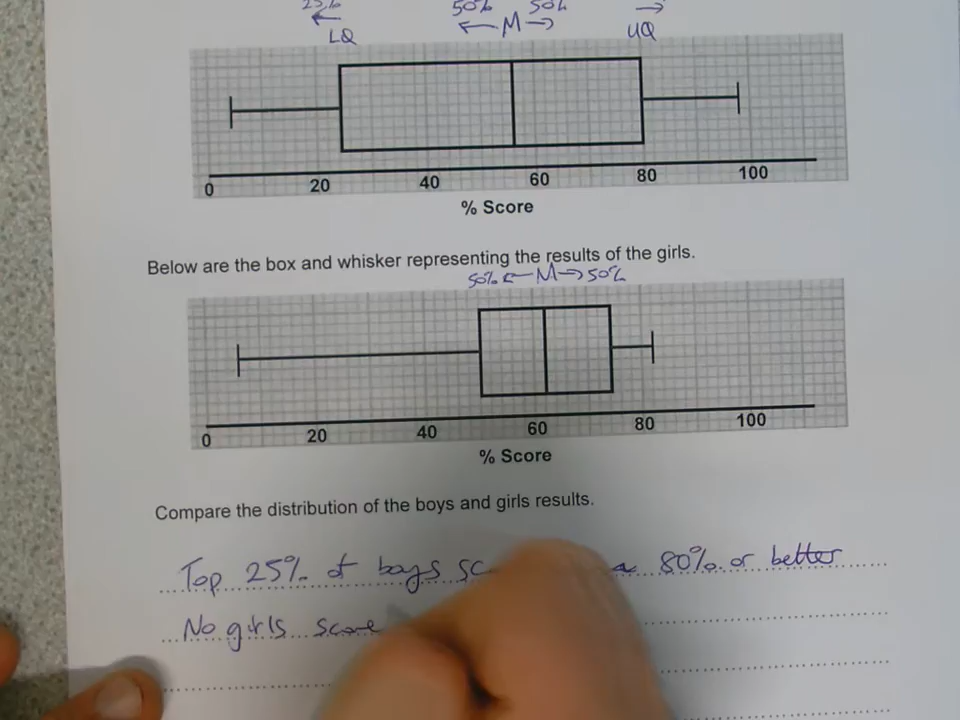 25%
50% 50%
← M →
LQ UQ
0 20 40 60 80 100
% Score
Below are the box and whisker representing the results of the girls.
50% ← M → 50%
0 20 40 60 80 100
% Score
Compare the distribution of the boys and girls results.
Top 25% of boys sc 80% or better
No girls score